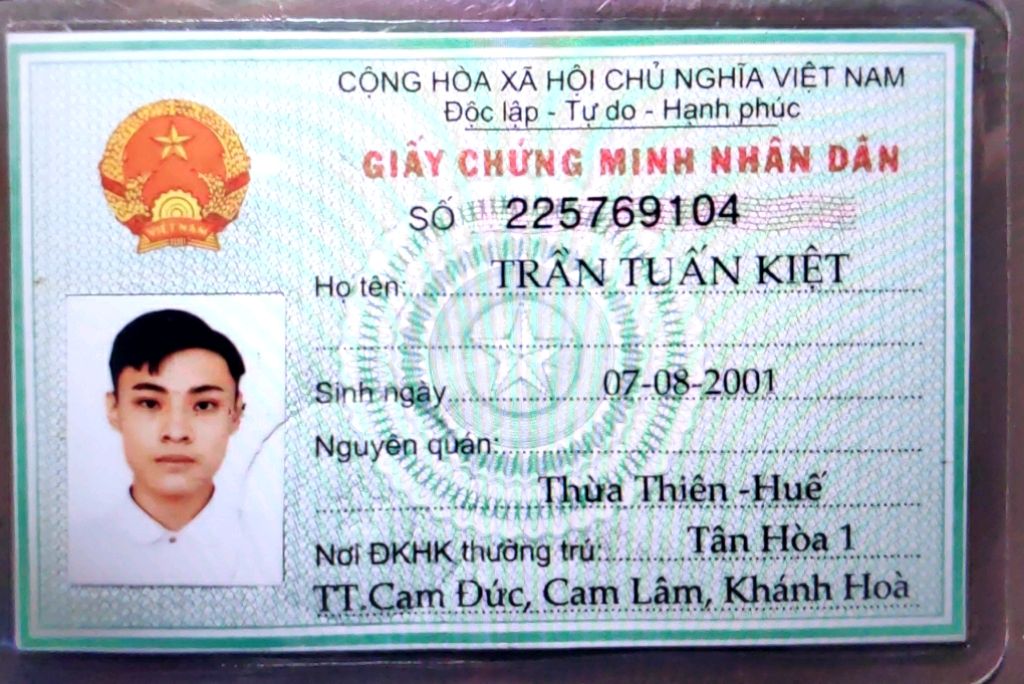 CỘNG HÒA XÃ HỘI CHỦ NGHĨA VIỆT NAM
Độc lập - Tự do - Hạnh phúc
GIẤY CHỨNG MINH NHÂN DÂN
SỐ 225769104
VIỆT NAM
Họ tên: TRẦN TUẤN KIỆT
Sinh ngày 07-08-2001
Nguyên quán:
Thừa Thiên -Huế
Nơi ĐKHK thường trú: Tân Hòa 1
TT.Cam Đức, Cam Lâm, Khánh Hoà